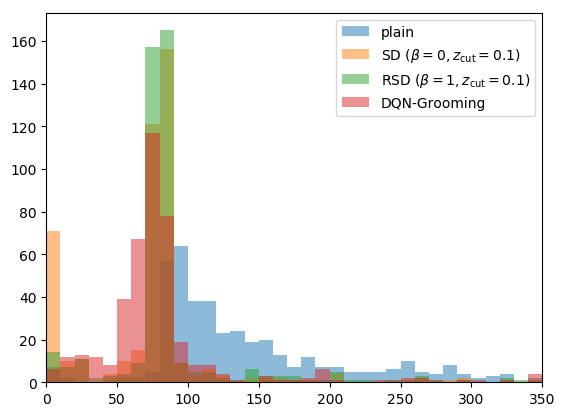 160
140
120
100
80
60
40
20
0
0 50 100 150 200 250 300 350
plain
SD (β = 0, z_cut = 0.1)
RSD (β = 1, z_cut = 0.1)
DQN-Grooming